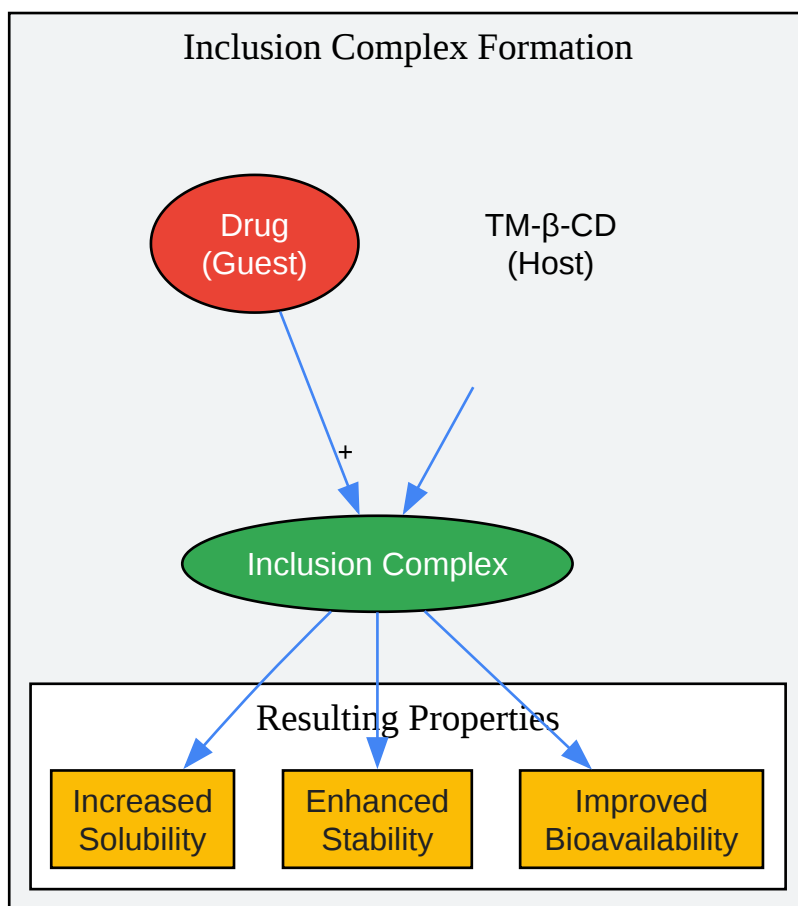 Inclusion Complex Formation
Drug
(Guest)
TM-β-CD
(Host)
+
Inclusion Complex
Resulting Properties
Increased
Solubility
Enhanced
Stability
Improved
Bioavailability